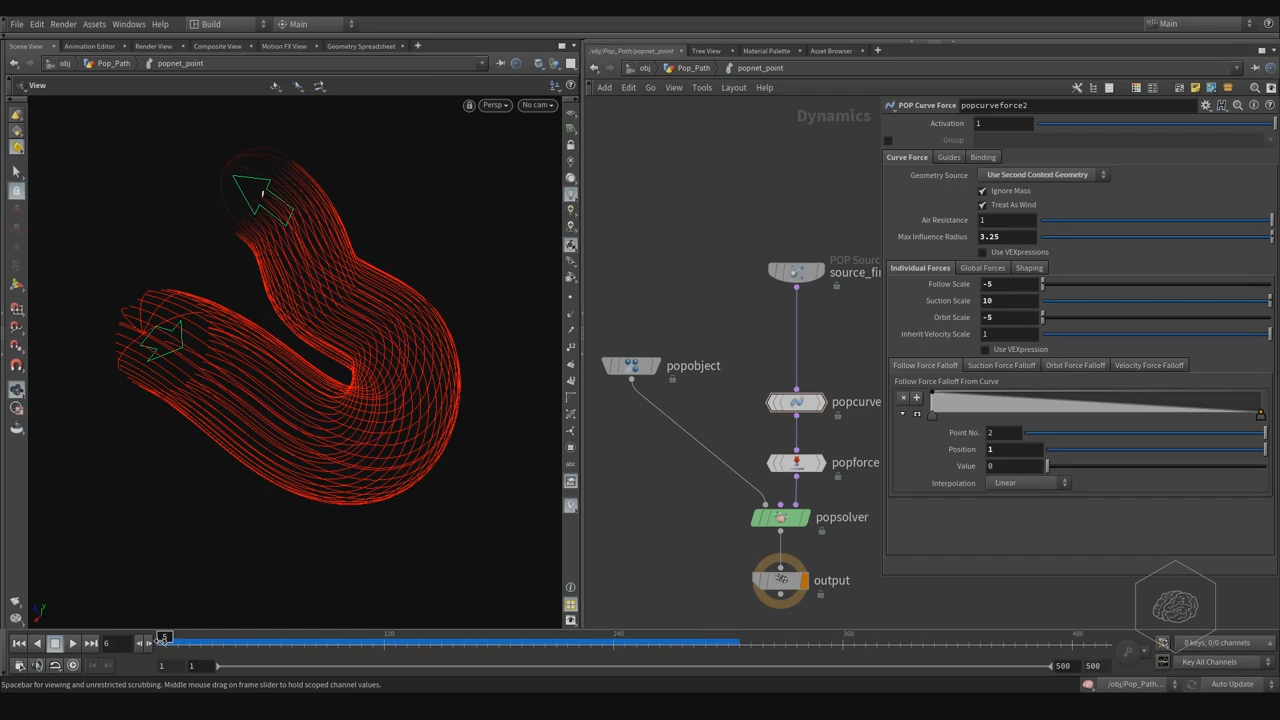 File Edit Render Assets Windows Help Build Main Main
Scene View Animation Editor Render View Composite View Motion FX View Geometry Spreadsheet
obj Pop_Path popnet_point
View
Persp No cam
/obj/Pop_Path/popnet_point Tree View Material Palette Asset Browser
obj Pop_Path popnet_point
Add Edit Go View Tools Layout Help
Dynamics
POP Source
source_fir
popobject
popcurve
popforce
popsolver
output
POP Curve Force popcurveforce2
Activation 1
Group
Curve Force Guides Binding
Geometry Source Use Second Context Geometry
Ignore Mass
Treat As Wind
Air Resistance 1
Max Influence Radius 3.25
Use VEXpressions
Individual Forces Global Forces Shaping
Follow Scale -5
Suction Scale 10
Orbit Scale -5
Inherit Velocity Scale 1
Use VEXpression
Follow Force Falloff Suction Force Falloff Orbit Force Falloff Velocity Force Falloff
Follow Force Falloff From Curve
Point No. 2
Position 1
Value 0
Interpolation Linear
abc
12
z y
6 5 120 240 360 480
0 keys/0 channels
1 1 500 500
Key All Channels
Spacebar for viewing and unrestricted scrubbing. Middle mouse drag on frame slider to hold scoped channel values.
/obj/Pop_Path... Auto Update